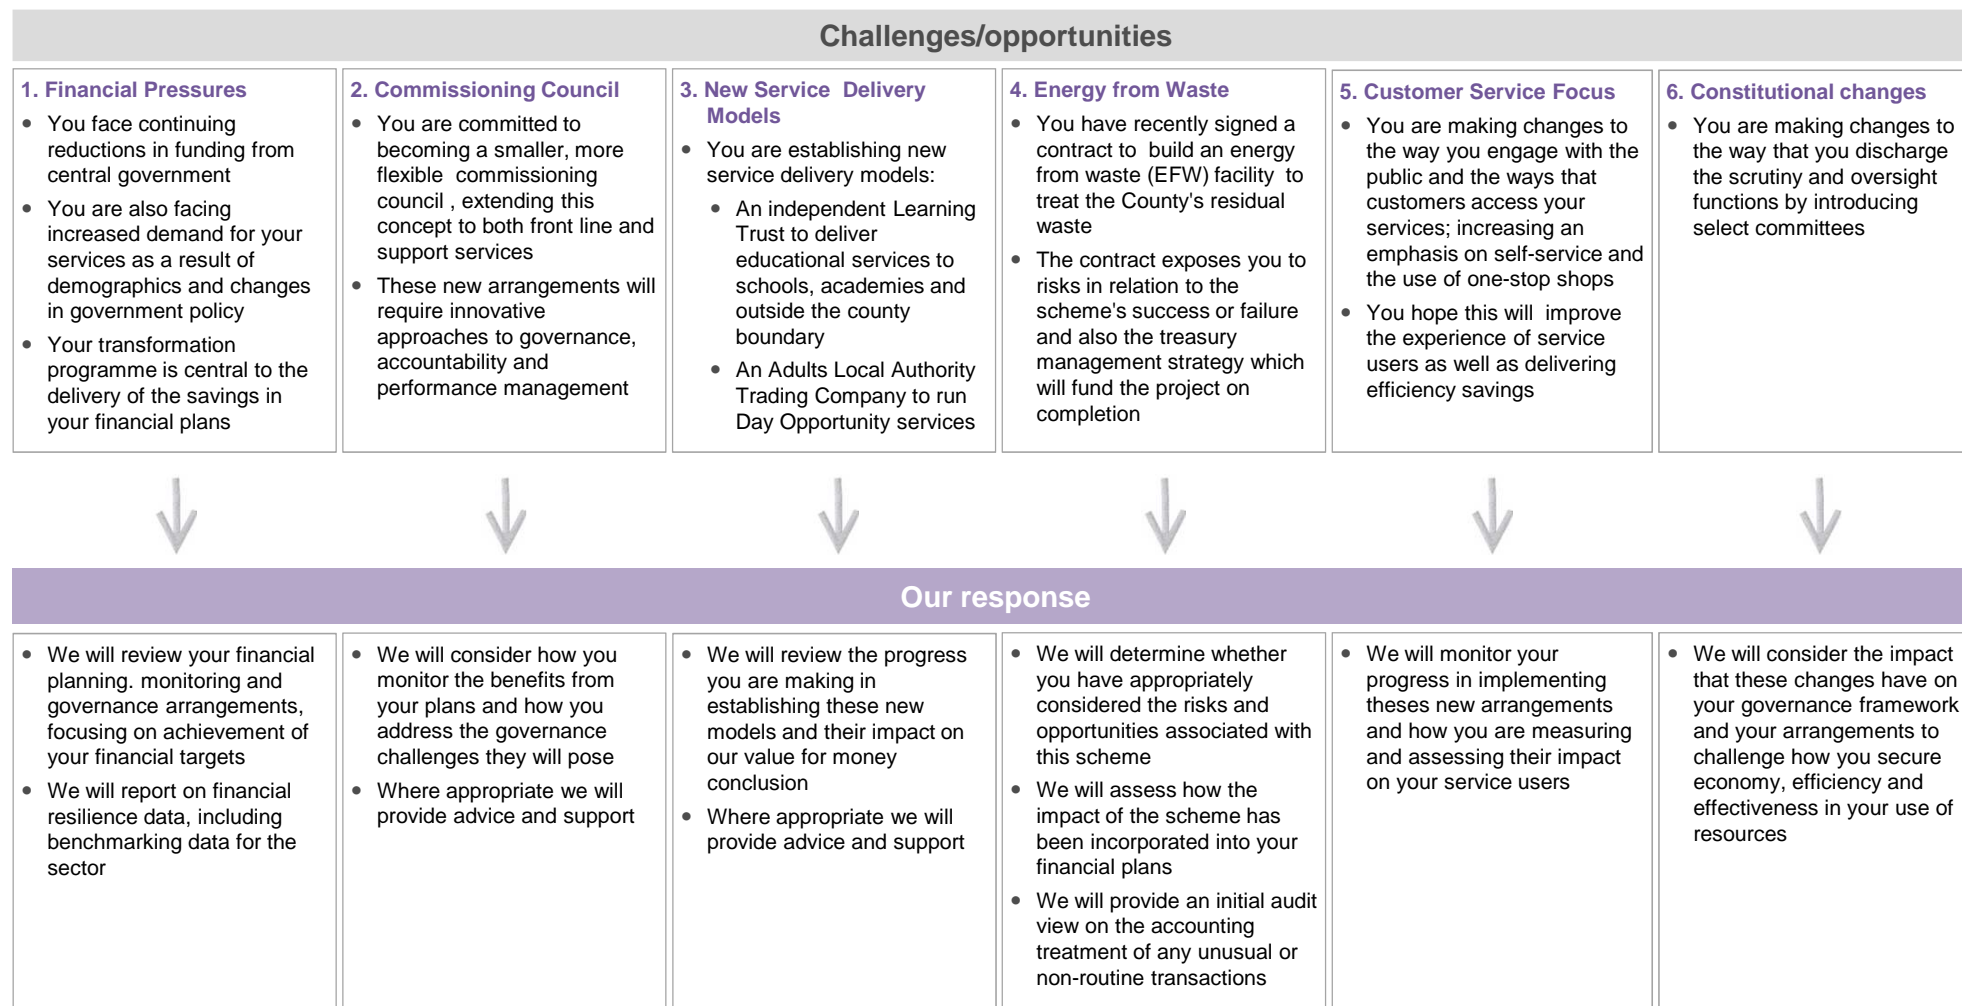 Challenges/opportunities
1. Financial Pressures
• You face continuing
reductions in funding from
central government
• You are also facing
increased demand for your
services as a result of
demographics and changes
in government policy
• Your transformation
programme is central to the
delivery of the savings in
your financial plans
2. Commissioning Council
• You are committed to
becoming a smaller, more
flexible commissioning
council , extending this
concept to both front line and
support services
• These new arrangements will
require innovative
approaches to governance,
accountability and
performance management
3. New Service Delivery
Models
• You are establishing new
service delivery models:
• An independent Learning
Trust to deliver
educational services to
schools, academies and
outside the county
boundary
• An Adults Local Authority
Trading Company to run
Day Opportunity services
4. Energy from Waste
• You have recently signed a
contract to build an energy
from waste (EFW) facility to
treat the County's residual
waste
• The contract exposes you to
risks in relation to the
scheme's success or failure
and also the treasury
management strategy which
will fund the project on
completion
5. Customer Service Focus
• You are making changes to
the way you engage with the
public and the ways that
customers access your
services; increasing an
emphasis on self-service and
the use of one-stop shops
• You hope this will improve
the experience of service
users as well as delivering
efficiency savings
6. Constitutional changes
• You are making changes to
the way that you discharge
the scrutiny and oversight
functions by introducing
select committees
Our response
• We will review your financial
planning. monitoring and
governance arrangements,
focusing on achievement of
your financial targets
• We will report on financial
resilience data, including
benchmarking data for the
sector
• We will consider how you
monitor the benefits from
your plans and how you
address the governance
challenges they will pose
• Where appropriate we will
provide advice and support
• We will review the progress
you are making in
establishing these new
models and their impact on
our value for money
conclusion
• Where appropriate we will
provide advice and support
• We will determine whether
you have appropriately
considered the risks and
opportunities associated with
this scheme
• We will assess how the
impact of the scheme has
been incorporated into your
financial plans
• We will provide an initial audit
view on the accounting
treatment of any unusual or
non-routine transactions
• We will monitor your
progress in implementing
theses new arrangements
and how you are measuring
and assessing their impact
on your service users
• We will consider the impact
that these changes have on
your governance framework
and your arrangements to
challenge how you secure
economy, efficiency and
effectiveness in your use of
resources